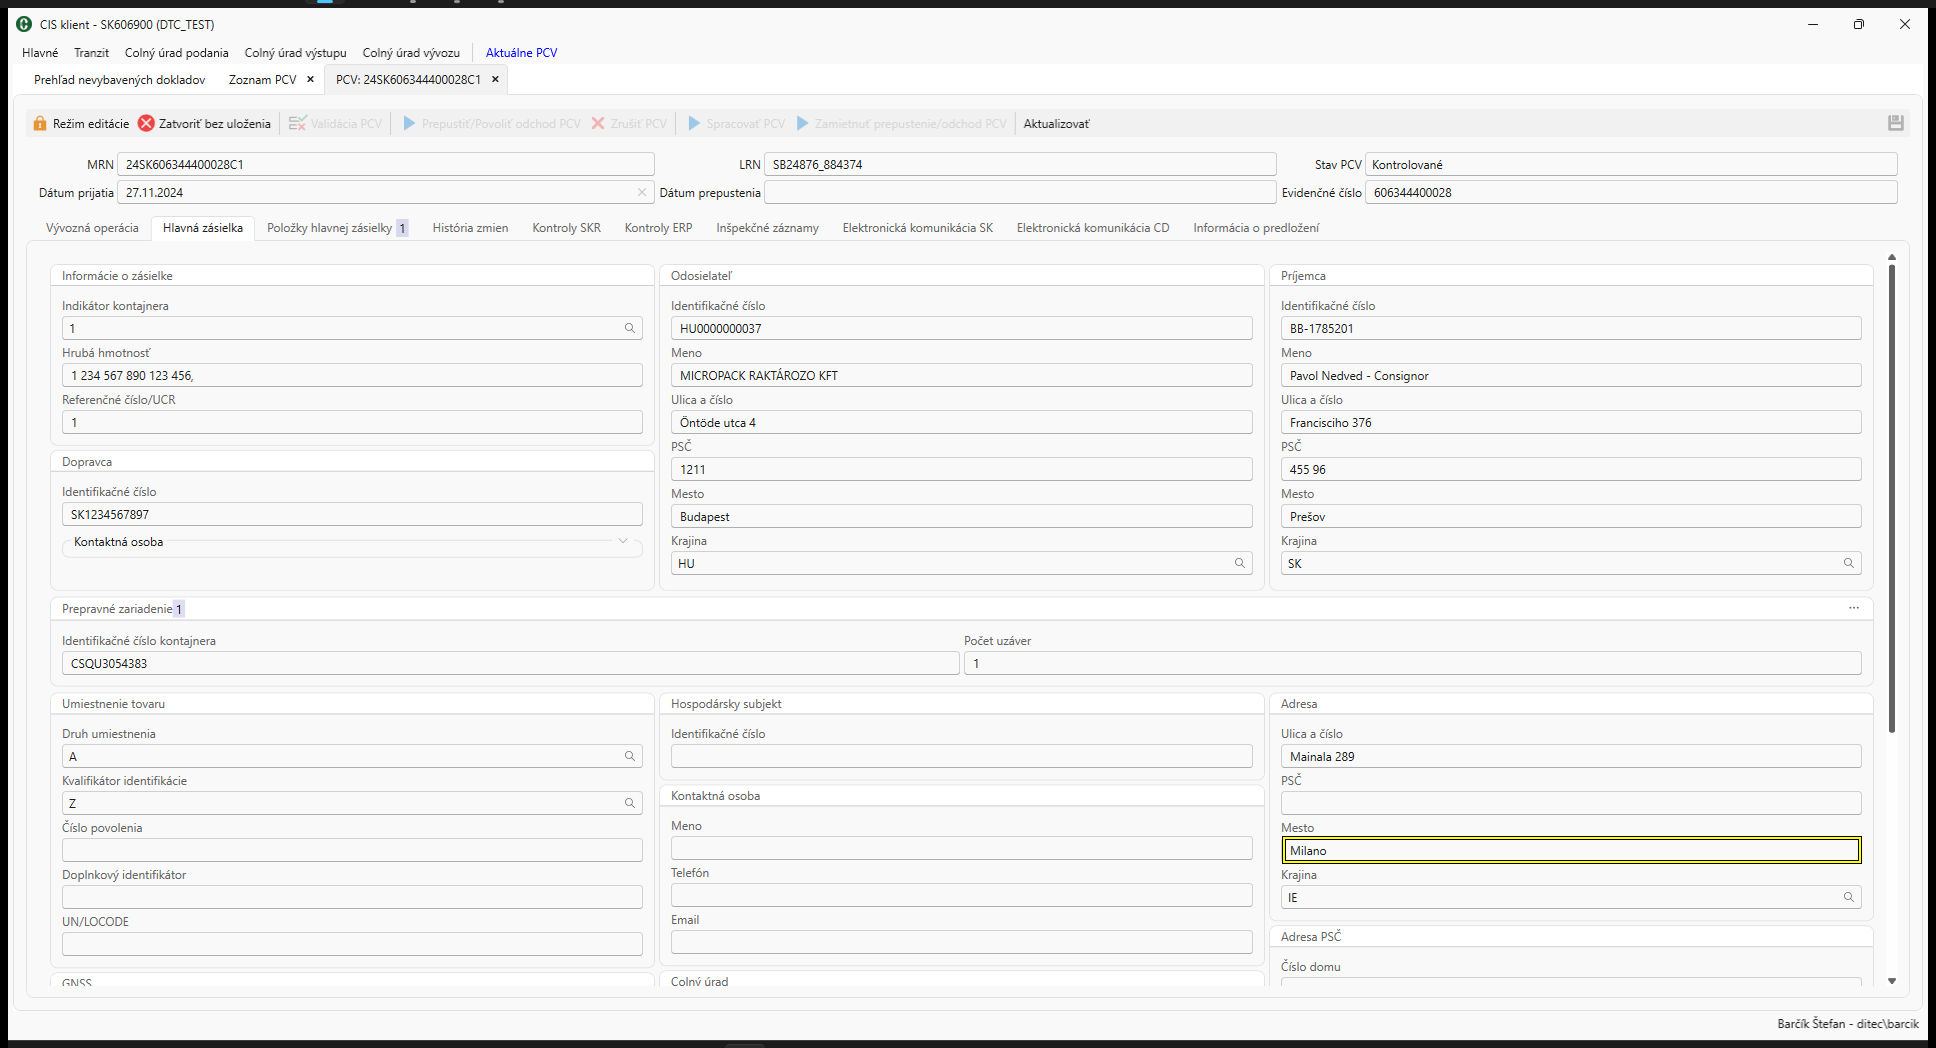 CIS klient - SK606900 (DTC_TEST)
Hlavné Tranzit Colný úrad podania Colný úrad výstupu Colný úrad vývozu Aktuálne PCV
Prehľad nevybavených dokladov Zoznam PCV PCV: 24SK606344400028C1
Režim editácie Zatvoriť bez uloženia Validácia PCV Prepustiť/Povoliť odchod PCV Zrušiť PCV Spracovať PCV Zamietnuť prepustenie/odchod PCV Aktualizovať
MRN 24SK606344400028C1 LRN SB24876_884374 Stav PCV Kontrolované
Dátum prijatia 27.11.2024 Dátum prepustenia Evidenčné číslo 606344400028
Vývozná operácia Hlavná zásielka Položky hlavnej zásielky 1 História zmien Kontroly SKR Kontroly ERP Inšpekčné záznamy Elektronická komunikácia SK Elektronická komunikácia CD Informácia o predložení
Informácie o zásielke
Indikátor kontajnera
1
Hrubá hmotnosť
1 234 567 890 123 456,
Referenčné číslo/UCR
1
Dopravca
Identifikačné číslo
SK1234567897
Kontaktná osoba
Odosielateľ
Identifikačné číslo
HU0000000037
Meno
MICROPACK RAKTÁROZO KFT
Ulica a číslo
Öntöde utca 4
PSČ
1211
Mesto
Budapest
Krajina
HU
Príjemca
Identifikačné číslo
BB-1785201
Meno
Pavol Nedved - Consignor
Ulica a číslo
Francisciho 376
PSČ
455 96
Mesto
Prešov
Krajina
SK
Prepravné zariadenie 1 ...
Identifikačné číslo kontajnera Počet uzáver
CSQU3054383 1
Umiestnenie tovaru
Druh umiestnenia
A
Kvalifikátor identifikácie
Z
Číslo povolenia
Doplnkový identifikátor
UN/LOCODE
GNSS
Hospodársky subjekt
Identifikačné číslo
Kontaktná osoba
Meno
Telefón
Email
Colný úrad
Adresa
Ulica a číslo
Mainala 289
PSČ
Mesto
Milano
Krajina
IE
Adresa PSČ
Číslo domu
Barčík Štefan - ditec\barcik